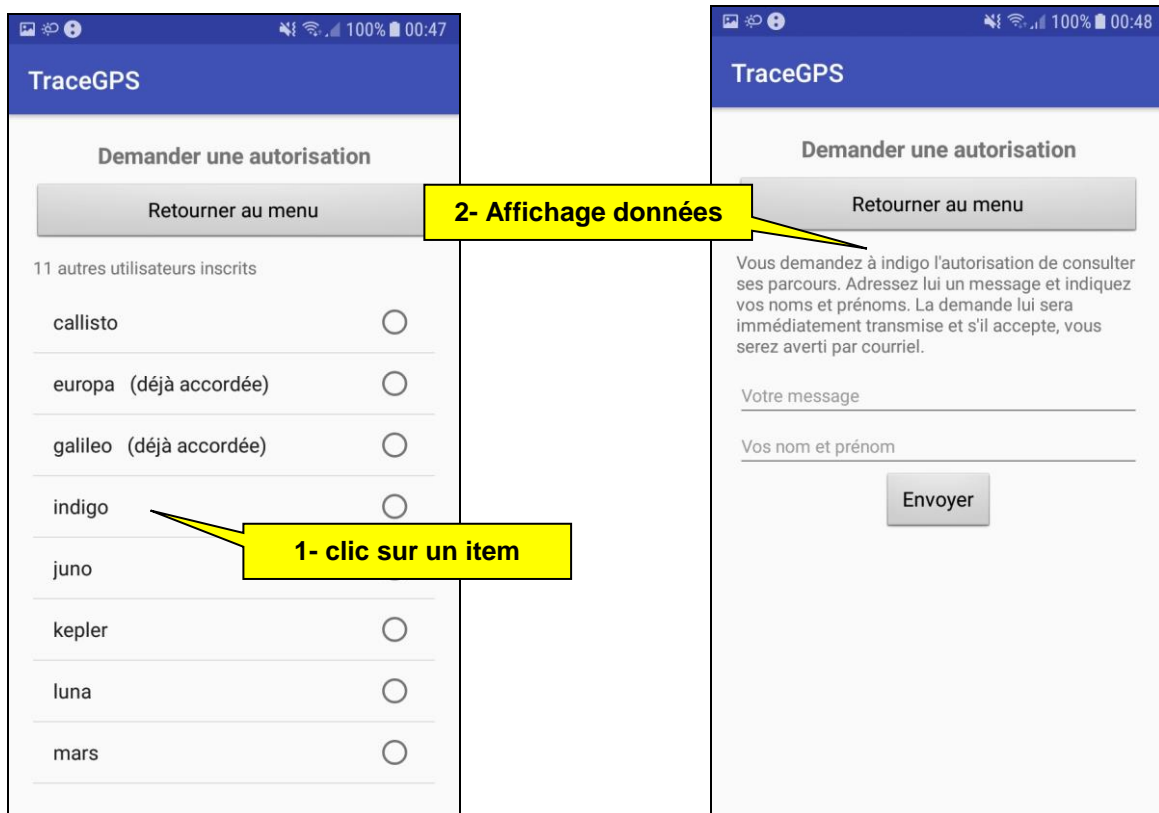 100% 00:47
TraceGPS
Demander une autorisation
Retourner au menu
11 autres utilisateurs inscrits
callisto
europa (déjà accordée)
galileo (déjà accordée)
indigo
juno
kepler
luna
mars
1- clic sur un item
2- Affichage données
100% 00:48
TraceGPS
Demander une autorisation
Retourner au menu
Vous demandez à indigo l'autorisation de consulter
ses parcours. Adressez lui un message et indiquez
vos noms et prénoms. La demande lui sera
immédiatement transmise et s'il accepte, vous
serez averti par courriel.
Votre message
Vos nom et prénom
Envoyer